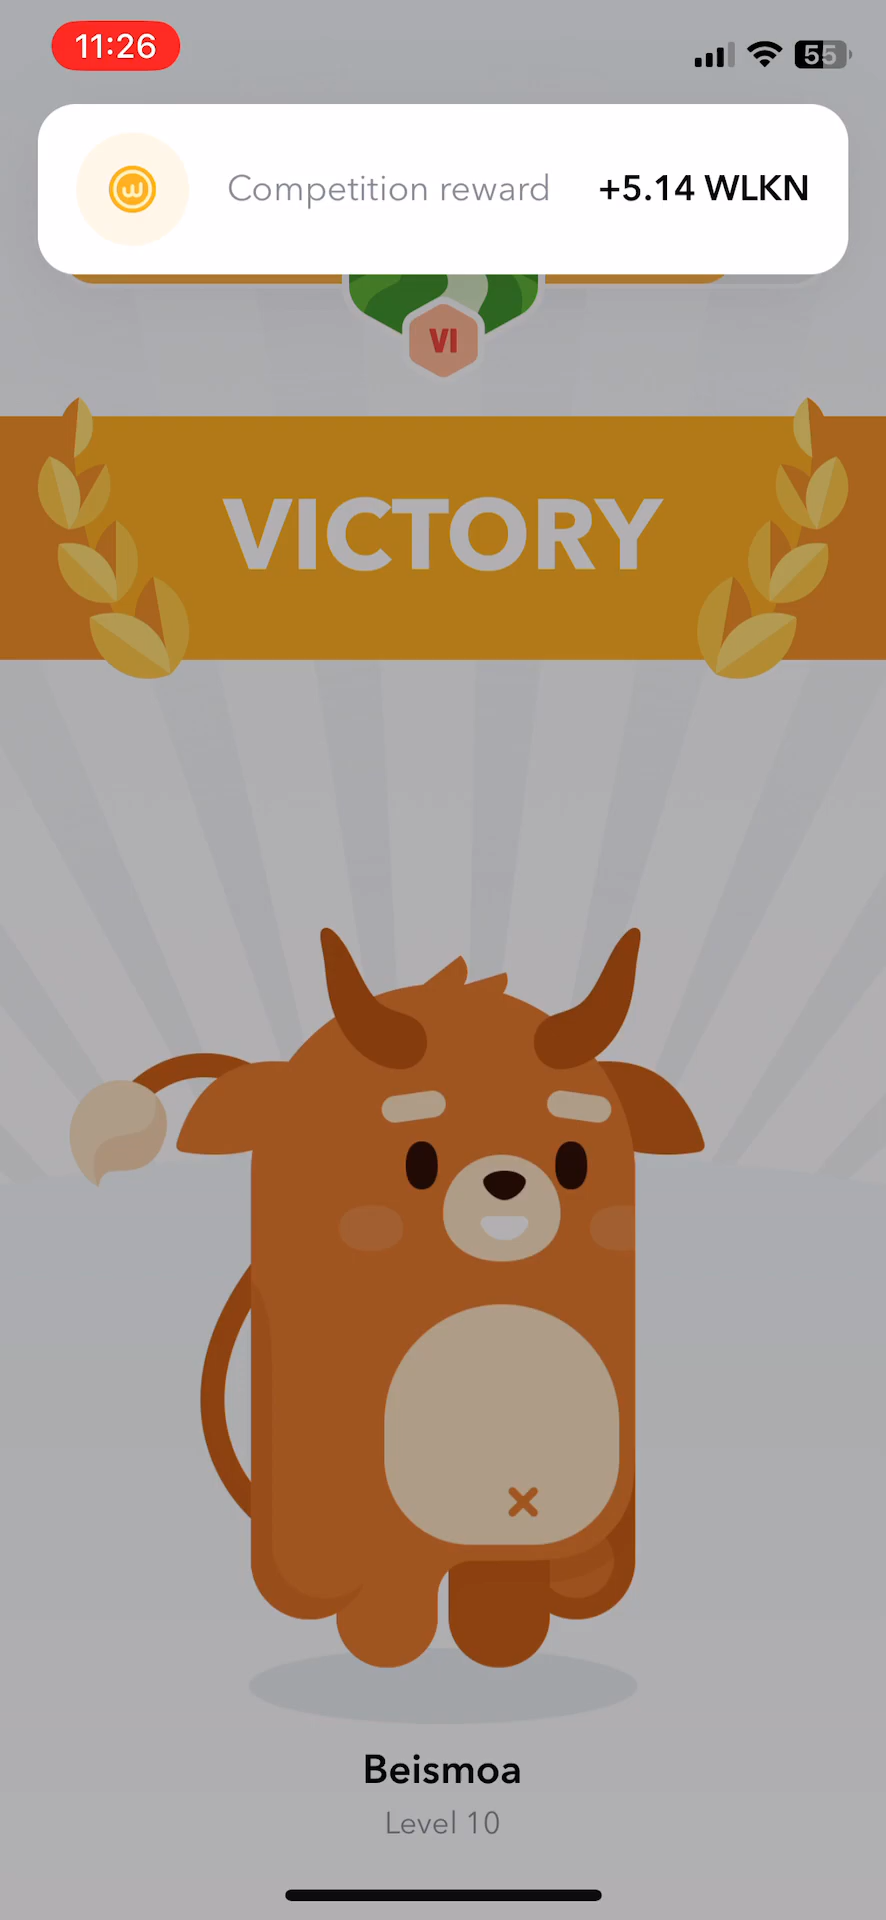 11:26
55
Competition reward +5.14 WLKN
VI
VICTORY
Beismoa
Level 10